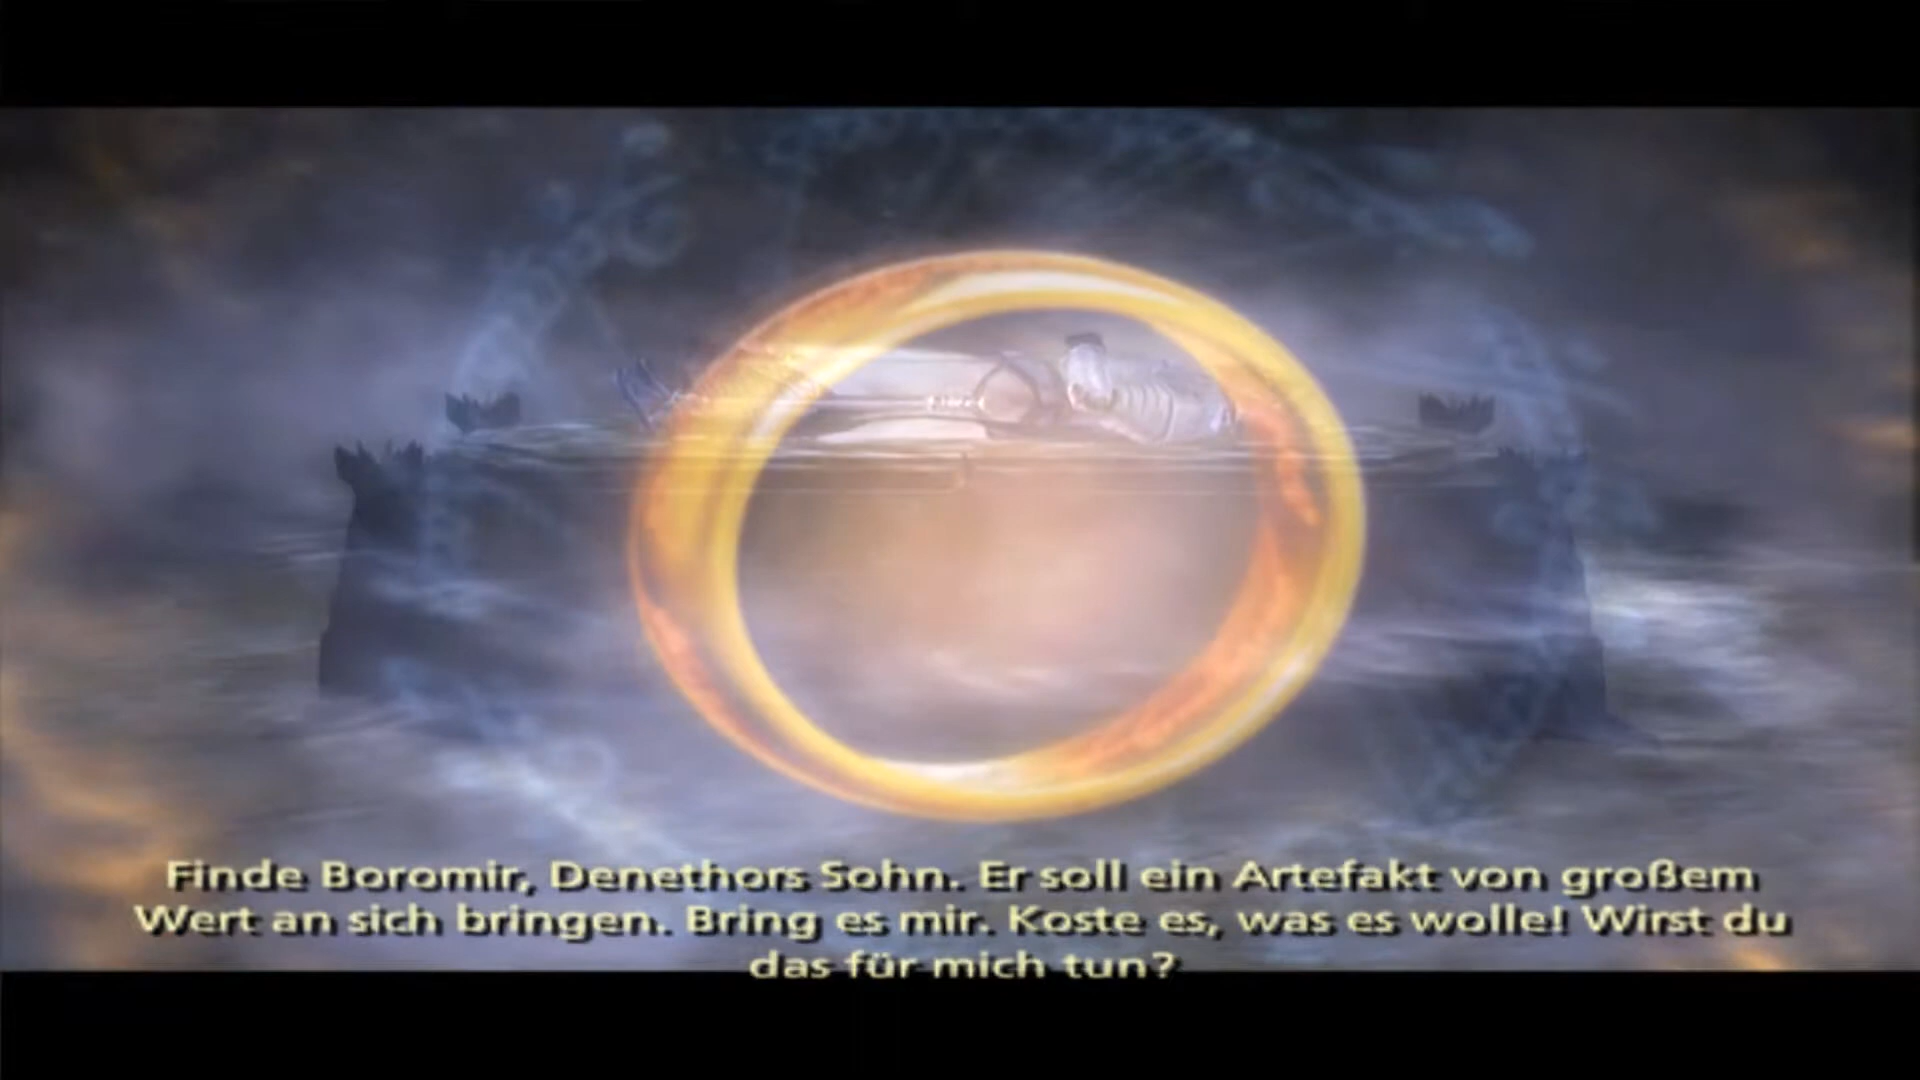 Finde Boromir, Denethors Sohn. Er soll ein Artefakt von großem
Wert an sich bringen. Bring es mir. Koste es, was es wolle! Wirst du
das für mich tun?